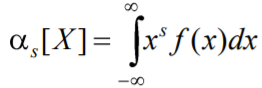 α_s[X] = ∫_{-∞}^{∞} x^s f(x)dx